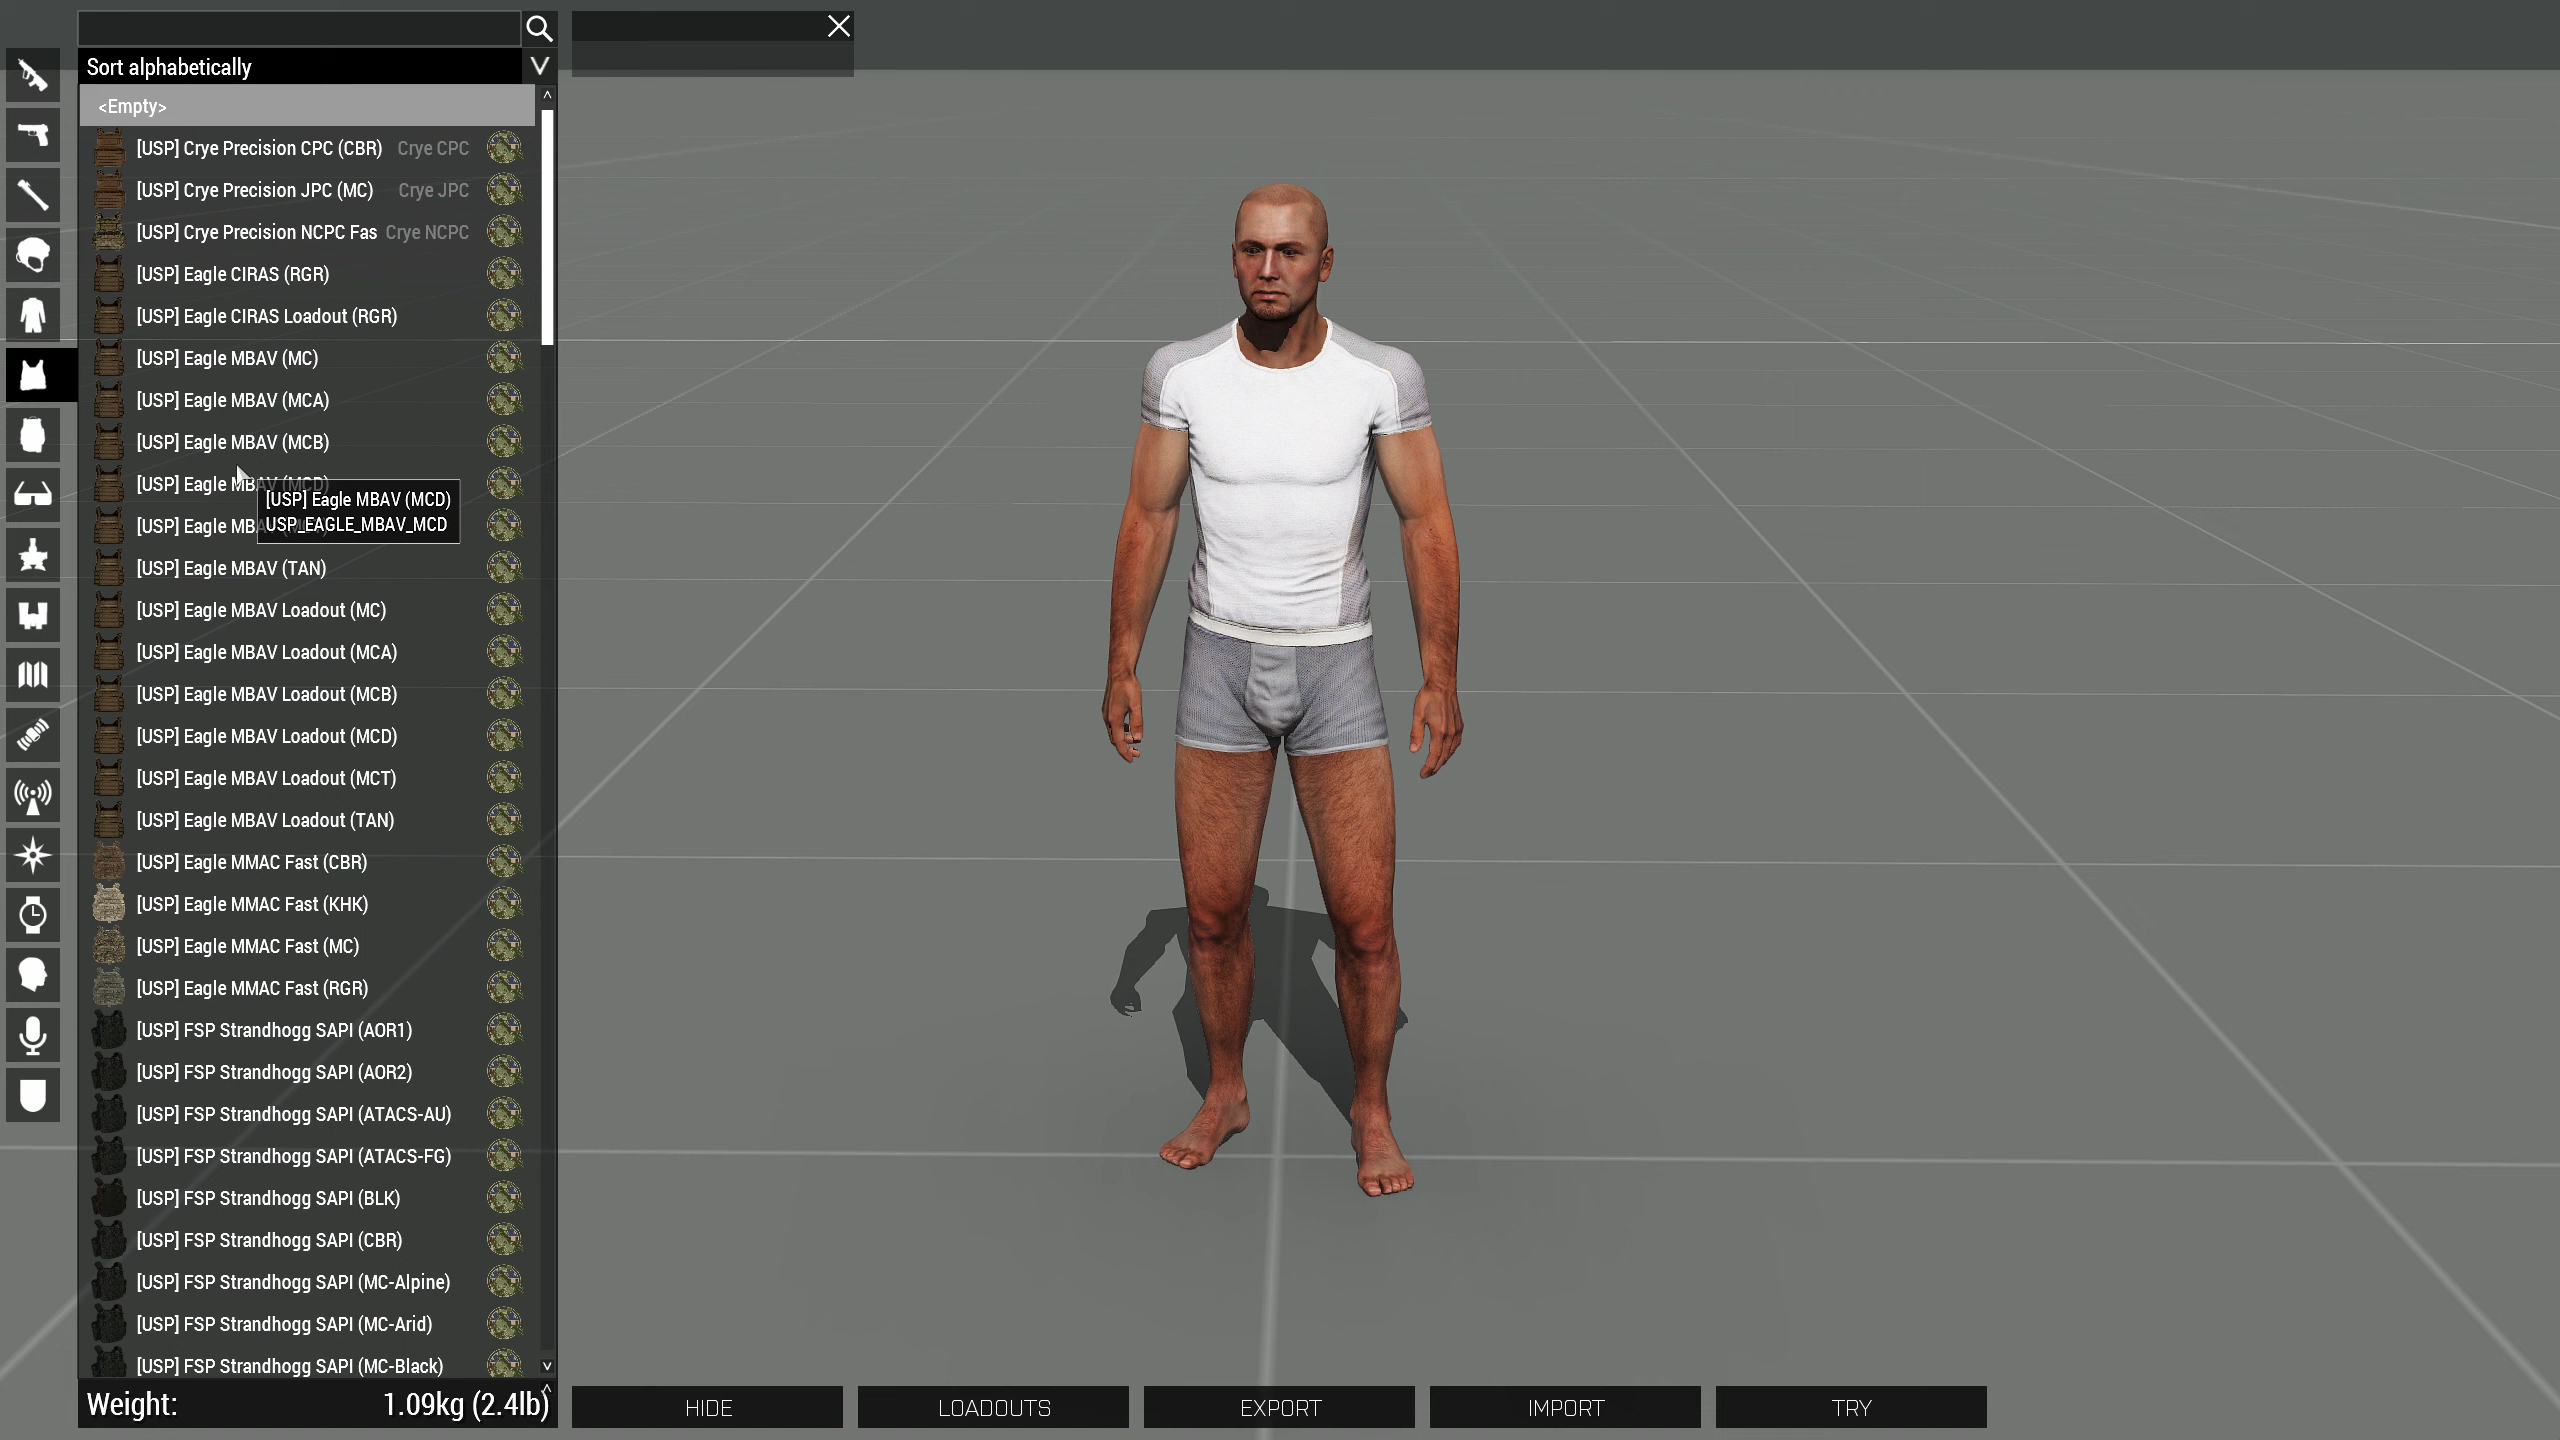 Sort alphabetically
V
<Empty>
[USP] Crye Precision CPC (CBR) Crye CPC
[USP] Crye Precision JPC (MC) Crye JPC
[USP] Crye Precision NCPC Fas Crye NCPC
[USP] Eagle CIRAS (RGR)
[USP] Eagle CIRAS Loadout (RGR)
[USP] Eagle MBAV (MC)
[USP] Eagle MBAV (MCA)
[USP] Eagle MBAV (MCB)
[USP] Eagle MBAV (MCD)
[USP] Eagle MBAV (MCD)
USP_EAGLE_MBAV_MCD
[USP] Eagle
[USP] Eagle MBAV (TAN)
[USP] Eagle MBAV Loadout (MC)
[USP] Eagle MBAV Loadout (MCA)
[USP] Eagle MBAV Loadout (MCB)
[USP] Eagle MBAV Loadout (MCD)
[USP] Eagle MBAV Loadout (MCT)
[USP] Eagle MBAV Loadout (TAN)
[USP] Eagle MMAC Fast (CBR)
[USP] Eagle MMAC Fast (KHK)
[USP] Eagle MMAC Fast (MC)
[USP] Eagle MMAC Fast (RGR)
[USP] FSP Strandhogg SAPI (AOR1)
[USP] FSP Strandhogg SAPI (AOR2)
[USP] FSP Strandhogg SAPI (ATACS-AU)
[USP] FSP Strandhogg SAPI (ATACS-FG)
[USP] FSP Strandhogg SAPI (BLK)
[USP] FSP Strandhogg SAPI (CBR)
[USP] FSP Strandhogg SAPI (MC-Alpine)
[USP] FSP Strandhogg SAPI (MC-Arid)
[USP] FSP Strandhogg SAPI (MC-Black)
Weight: 1.09kg (2.4lb)
HIDE
LOADOUTS
EXPORT
IMPORT
TRY